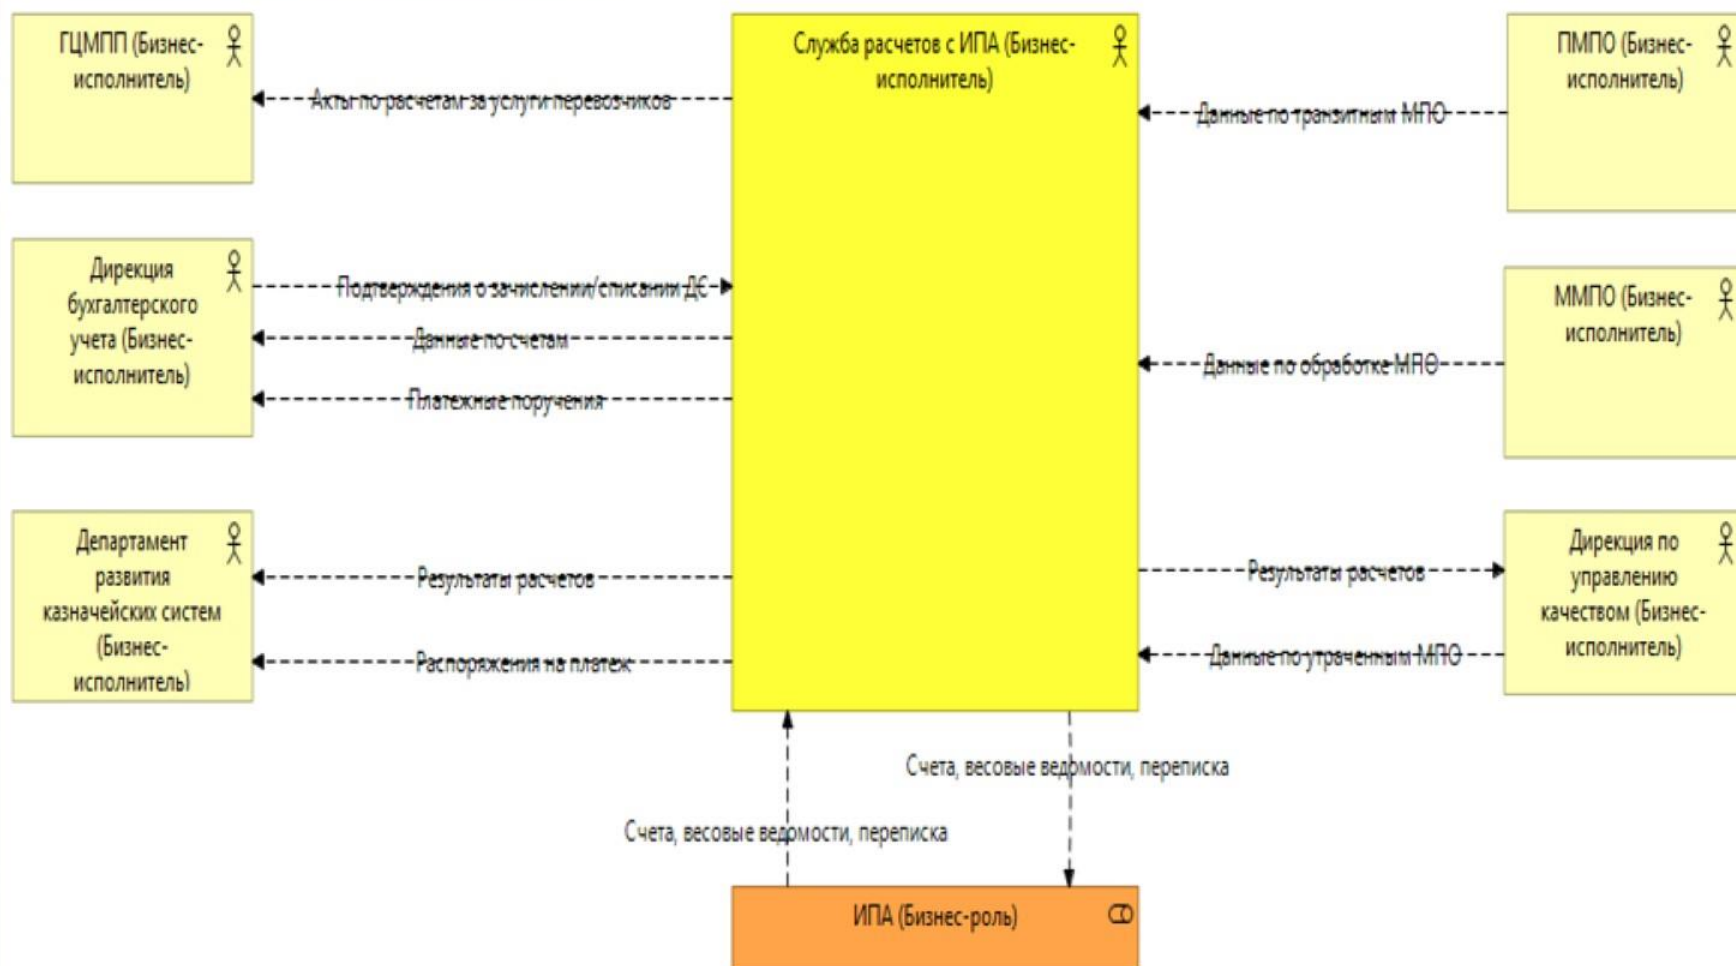 ГЦМПП (Бизнес-
исполнитель)
Акты по расчетам за услуги перевозчиков
Служба расчетов с ИПА (Бизнес-
исполнитель)
ПМПО (Бизнес-
исполнитель)
Данные по транзитным МПО
Дирекция
бухгалтерского
учета (Бизнес-
исполнитель)
Подтверждения о зачислении/списании ДС
Данные по счетам
Платежные поручения
ММПО (Бизнес-
исполнитель)
Данные по обработке МПО
Департамент
развития
казначейских систем
(Бизнес-
исполнитель)
Результаты расчетов
Распоряжения на платеж
Результаты расчетов
Данные по утраченным МПО
Дирекция по
управлению
качеством (Бизнес-
исполнитель)
Счета, весовые ведомости, переписка
Счета, весовые ведомости, переписка
ИПА (Бизнес-роль)